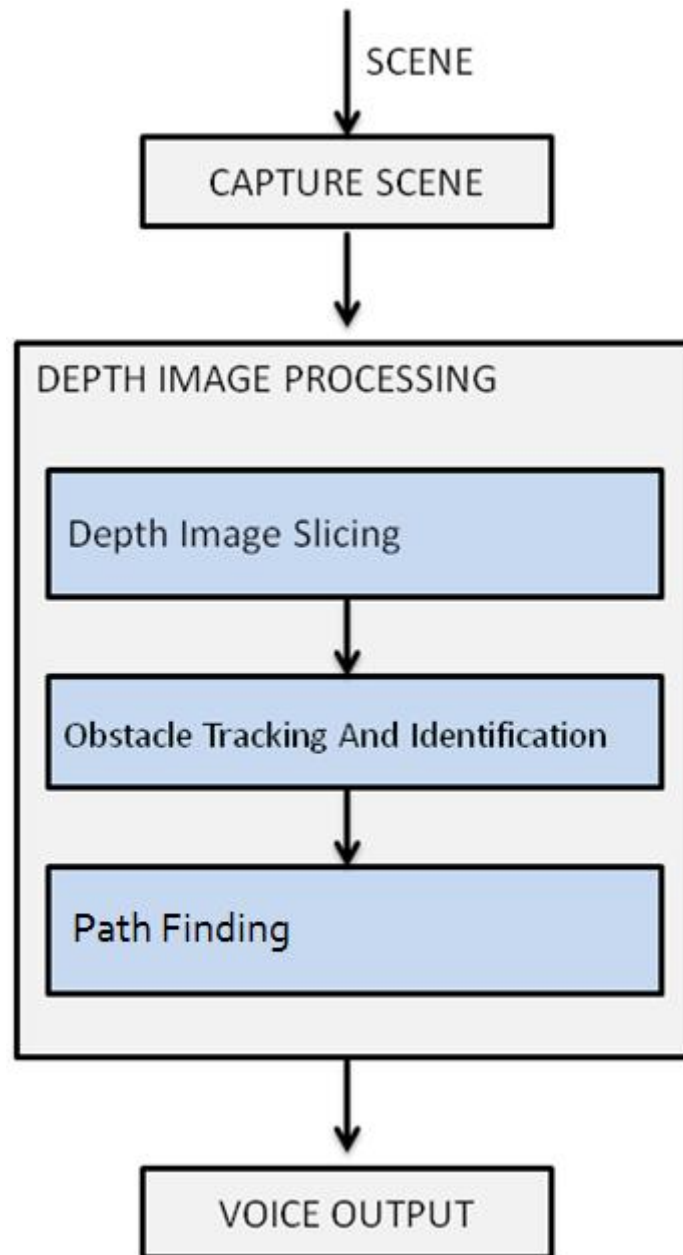 SCENE
CAPTURE SCENE
DEPTH IMAGE PROCESSING
Depth Image Slicing
Obstacle Tracking And Identification
Path Finding
VOICE OUTPUT